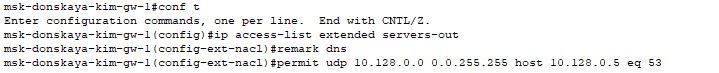 msk-donskaya-kim-gw-1#conf t
Enter configuration commands, one per line.  End with CNTL/Z.
msk-donskaya-kim-gw-1(config)#ip access-list extended servers-out
msk-donskaya-kim-gw-1(config-ext-nacl)#remark dns
msk-donskaya-kim-gw-1(config-ext-nacl)#permit udp 10.128.0.0 0.0.255.255 host 10.128.0.5 eq 53